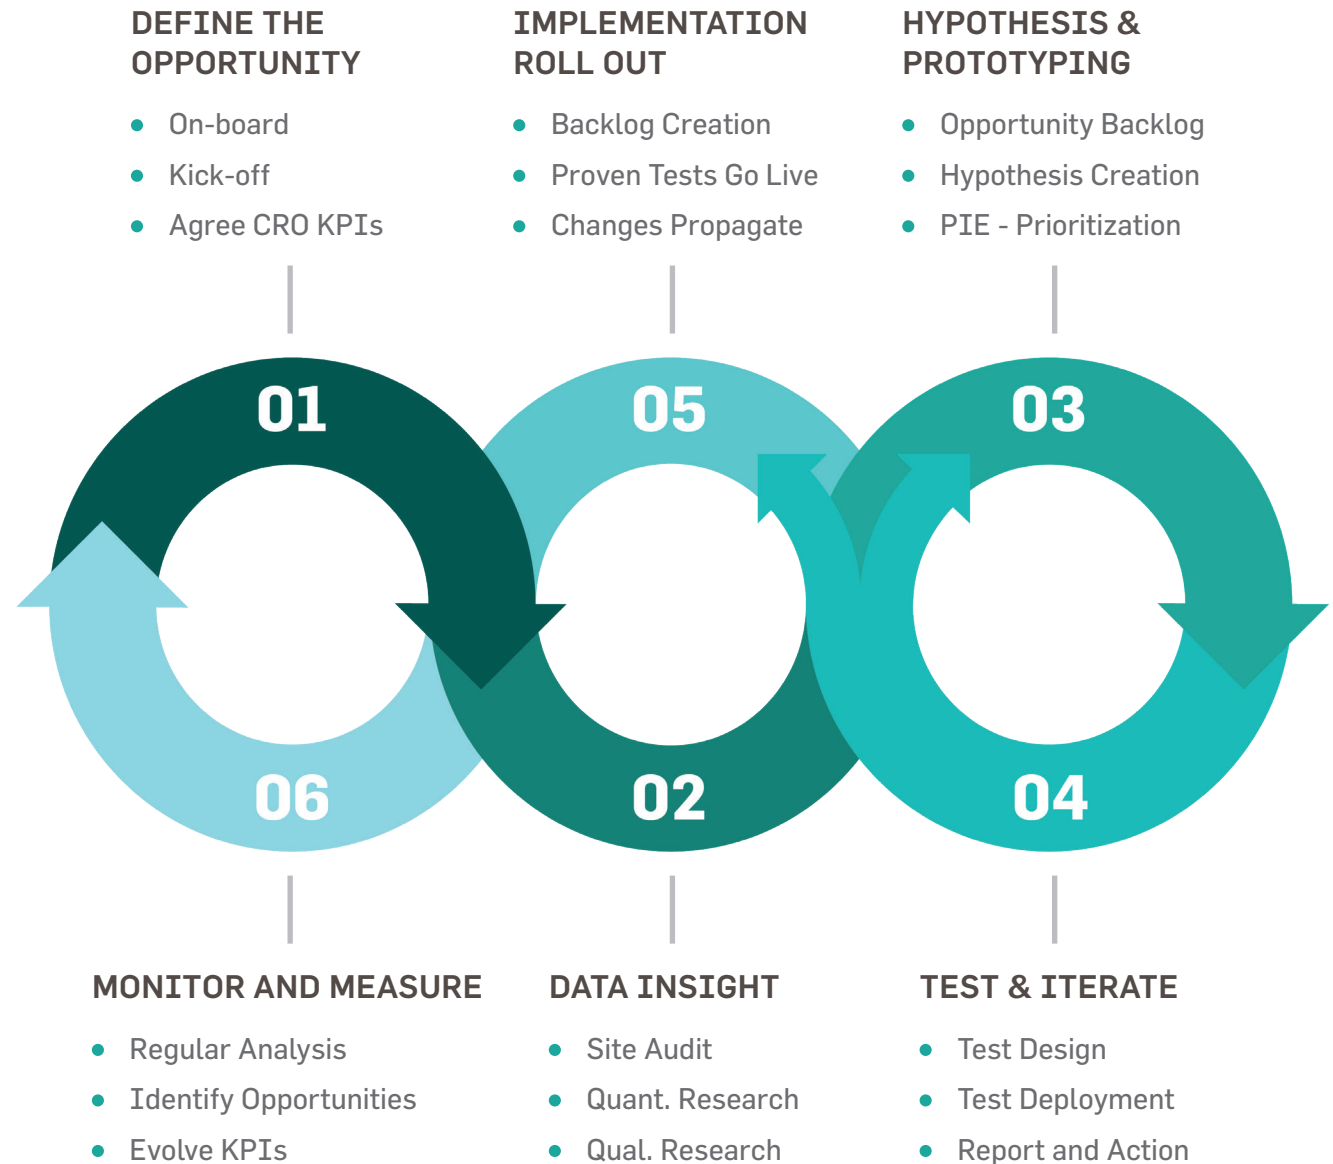 DEFINE THE
OPPORTUNITY
On-board
Kick-off
Agree CRO KPIs
IMPLEMENTATION
ROLL OUT
Backlog Creation
Proven Tests Go Live
Changes Propagate
HYPOTHESIS &
PROTOTYPING
Opportunity Backlog
Hypothesis Creation
PIE - Prioritization
01
05
03
06
02
04
MONITOR AND MEASURE
Regular Analysis
Identify Opportunities
Evolve KPIs
DATA INSIGHT
Site Audit
Quant. Research
Qual. Research
TEST & ITERATE
Test Design
Test Deployment
Report and Action